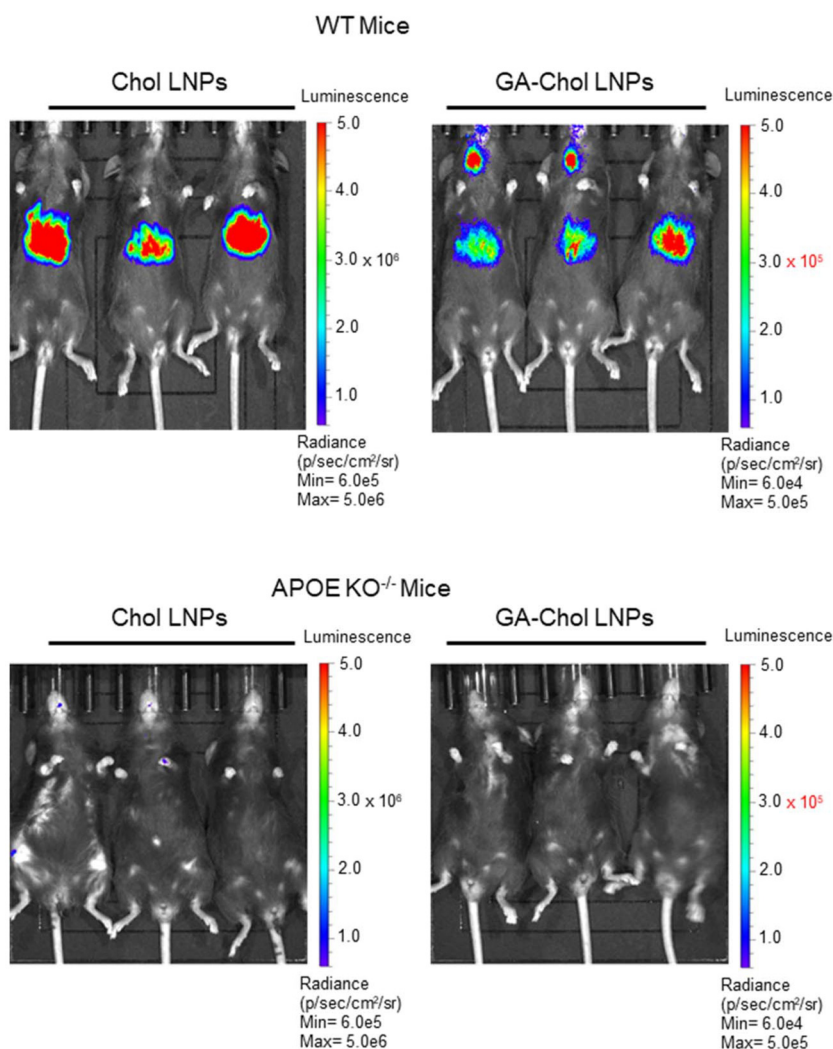 WT Mice
Chol LNPs
Luminescence
5.0
4.0
3.0 x 10⁶
2.0
1.0
Radiance
(p/sec/cm²/sr)
Min= 6.0e5
Max= 5.0e6
GA-Chol LNPs
Luminescence
5.0
4.0
3.0 x 10⁵
2.0
1.0
Radiance
(p/sec/cm²/sr)
Min= 6.0e4
Max= 5.0e5
APOE KO⁻/⁻ Mice
Chol LNPs
Luminescence
5.0
4.0
3.0 x 10⁶
2.0
1.0
Radiance
(p/sec/cm²/sr)
Min= 6.0e5
Max= 5.0e6
GA-Chol LNPs
Luminescence
5.0
4.0
3.0 x 10⁵
2.0
1.0
Radiance
(p/sec/cm²/sr)
Min= 6.0e4
Max= 5.0e5